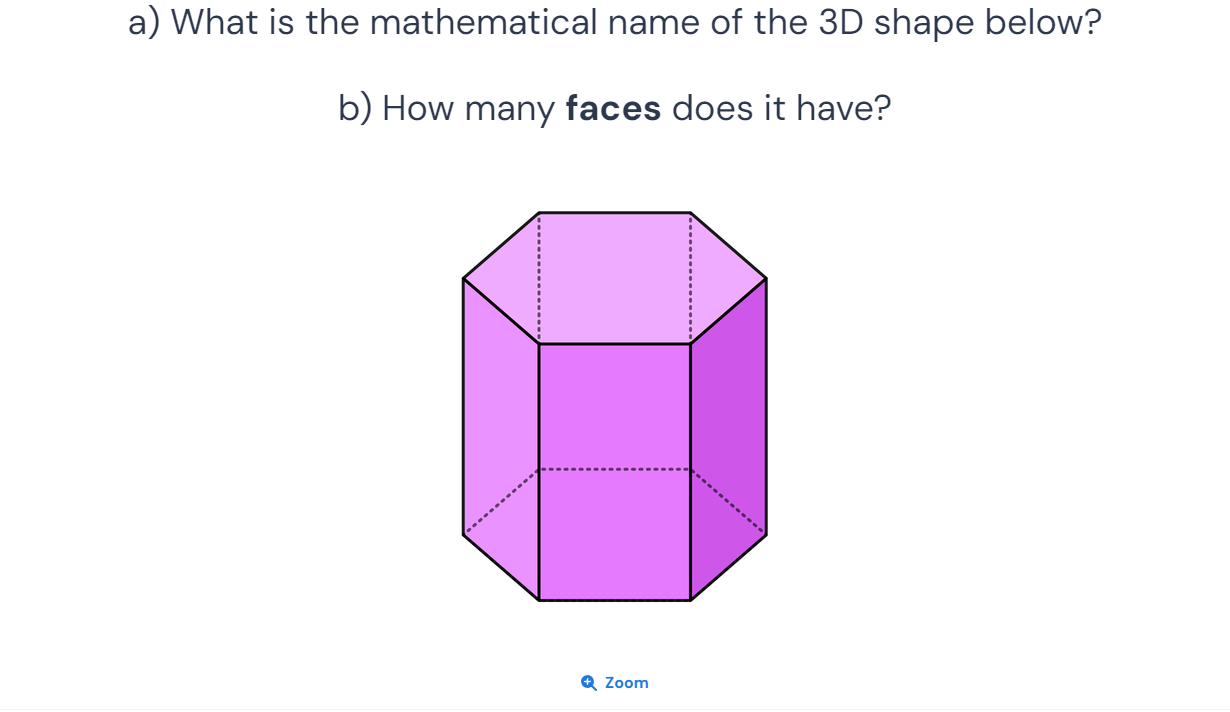 a) What is the mathematical name of the 3D shape below?
b) How many faces does it have?
Zoom